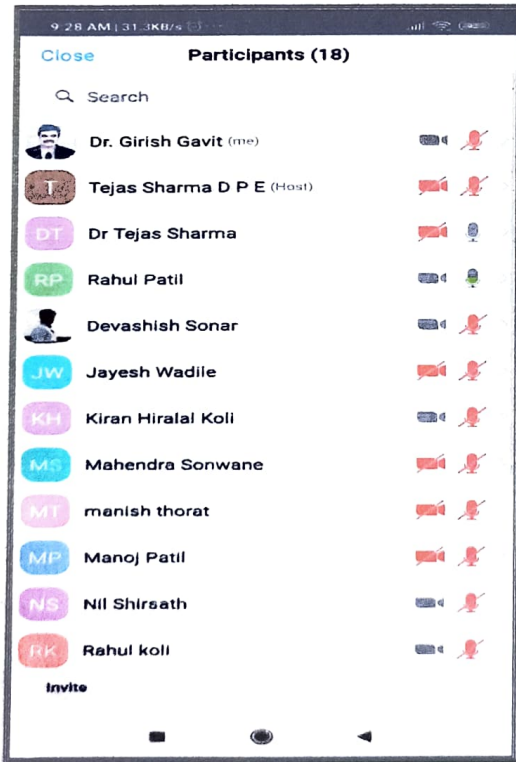 9:28 AM | 31.3KB/s
Close Participants (18)
Search
Dr. Girish Gavit (me)
T Tejas Sharma D P E (Host)
DT Dr Tejas Sharma
RP Rahul Patil
Devashish Sonar
JW Jayesh Wadile
KH Kiran Hiralal Koli
MS Mahendra Sonwane
MT manish thorat
MP Manoj Patil
NS Nil Shirsath
RK Rahul koli
Invite